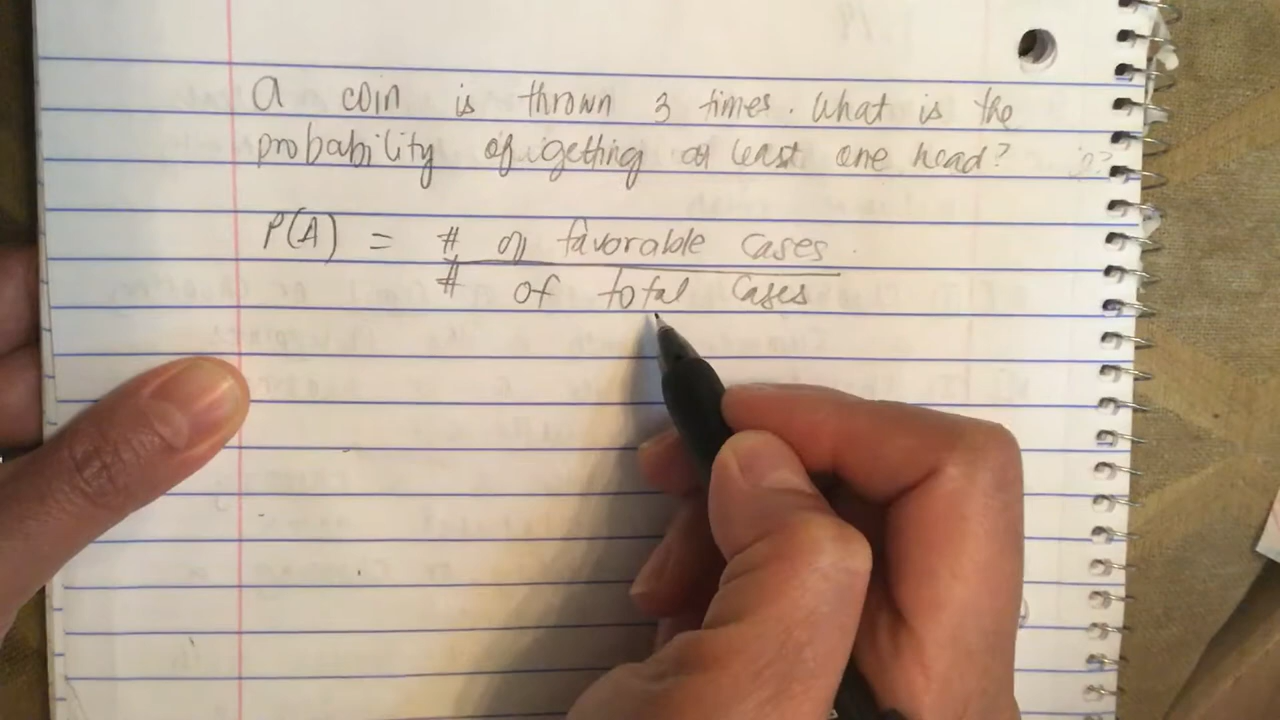 A coin is thrown 3 times. What is the
probability of getting at least one head?
P(A) = # of favorable cases
# of total cases